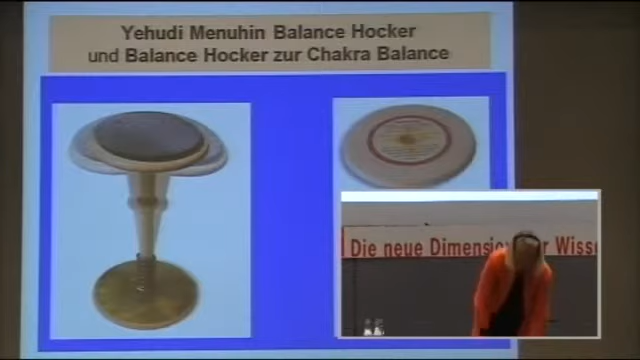 Yehudi Menuhin Balance Hocker
und Balance Hocker zur Chakra Balance
Die neue Dimension der Wiss